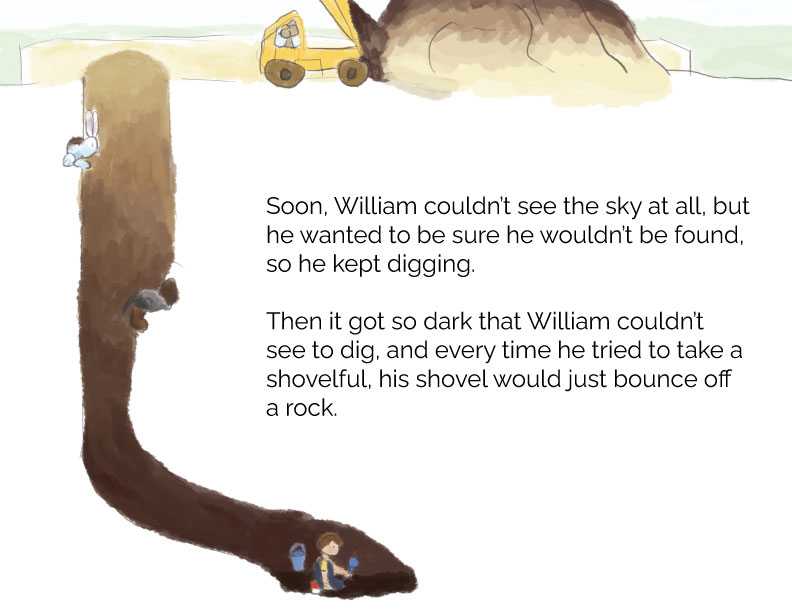 Soon, William couldn’t see the sky at all, but
he wanted to be sure he wouldn’t be found,
so he kept digging.
Then it got so dark that William couldn’t
see to dig, and every time he tried to take a
shovelful, his shovel would just bounce off
a rock.